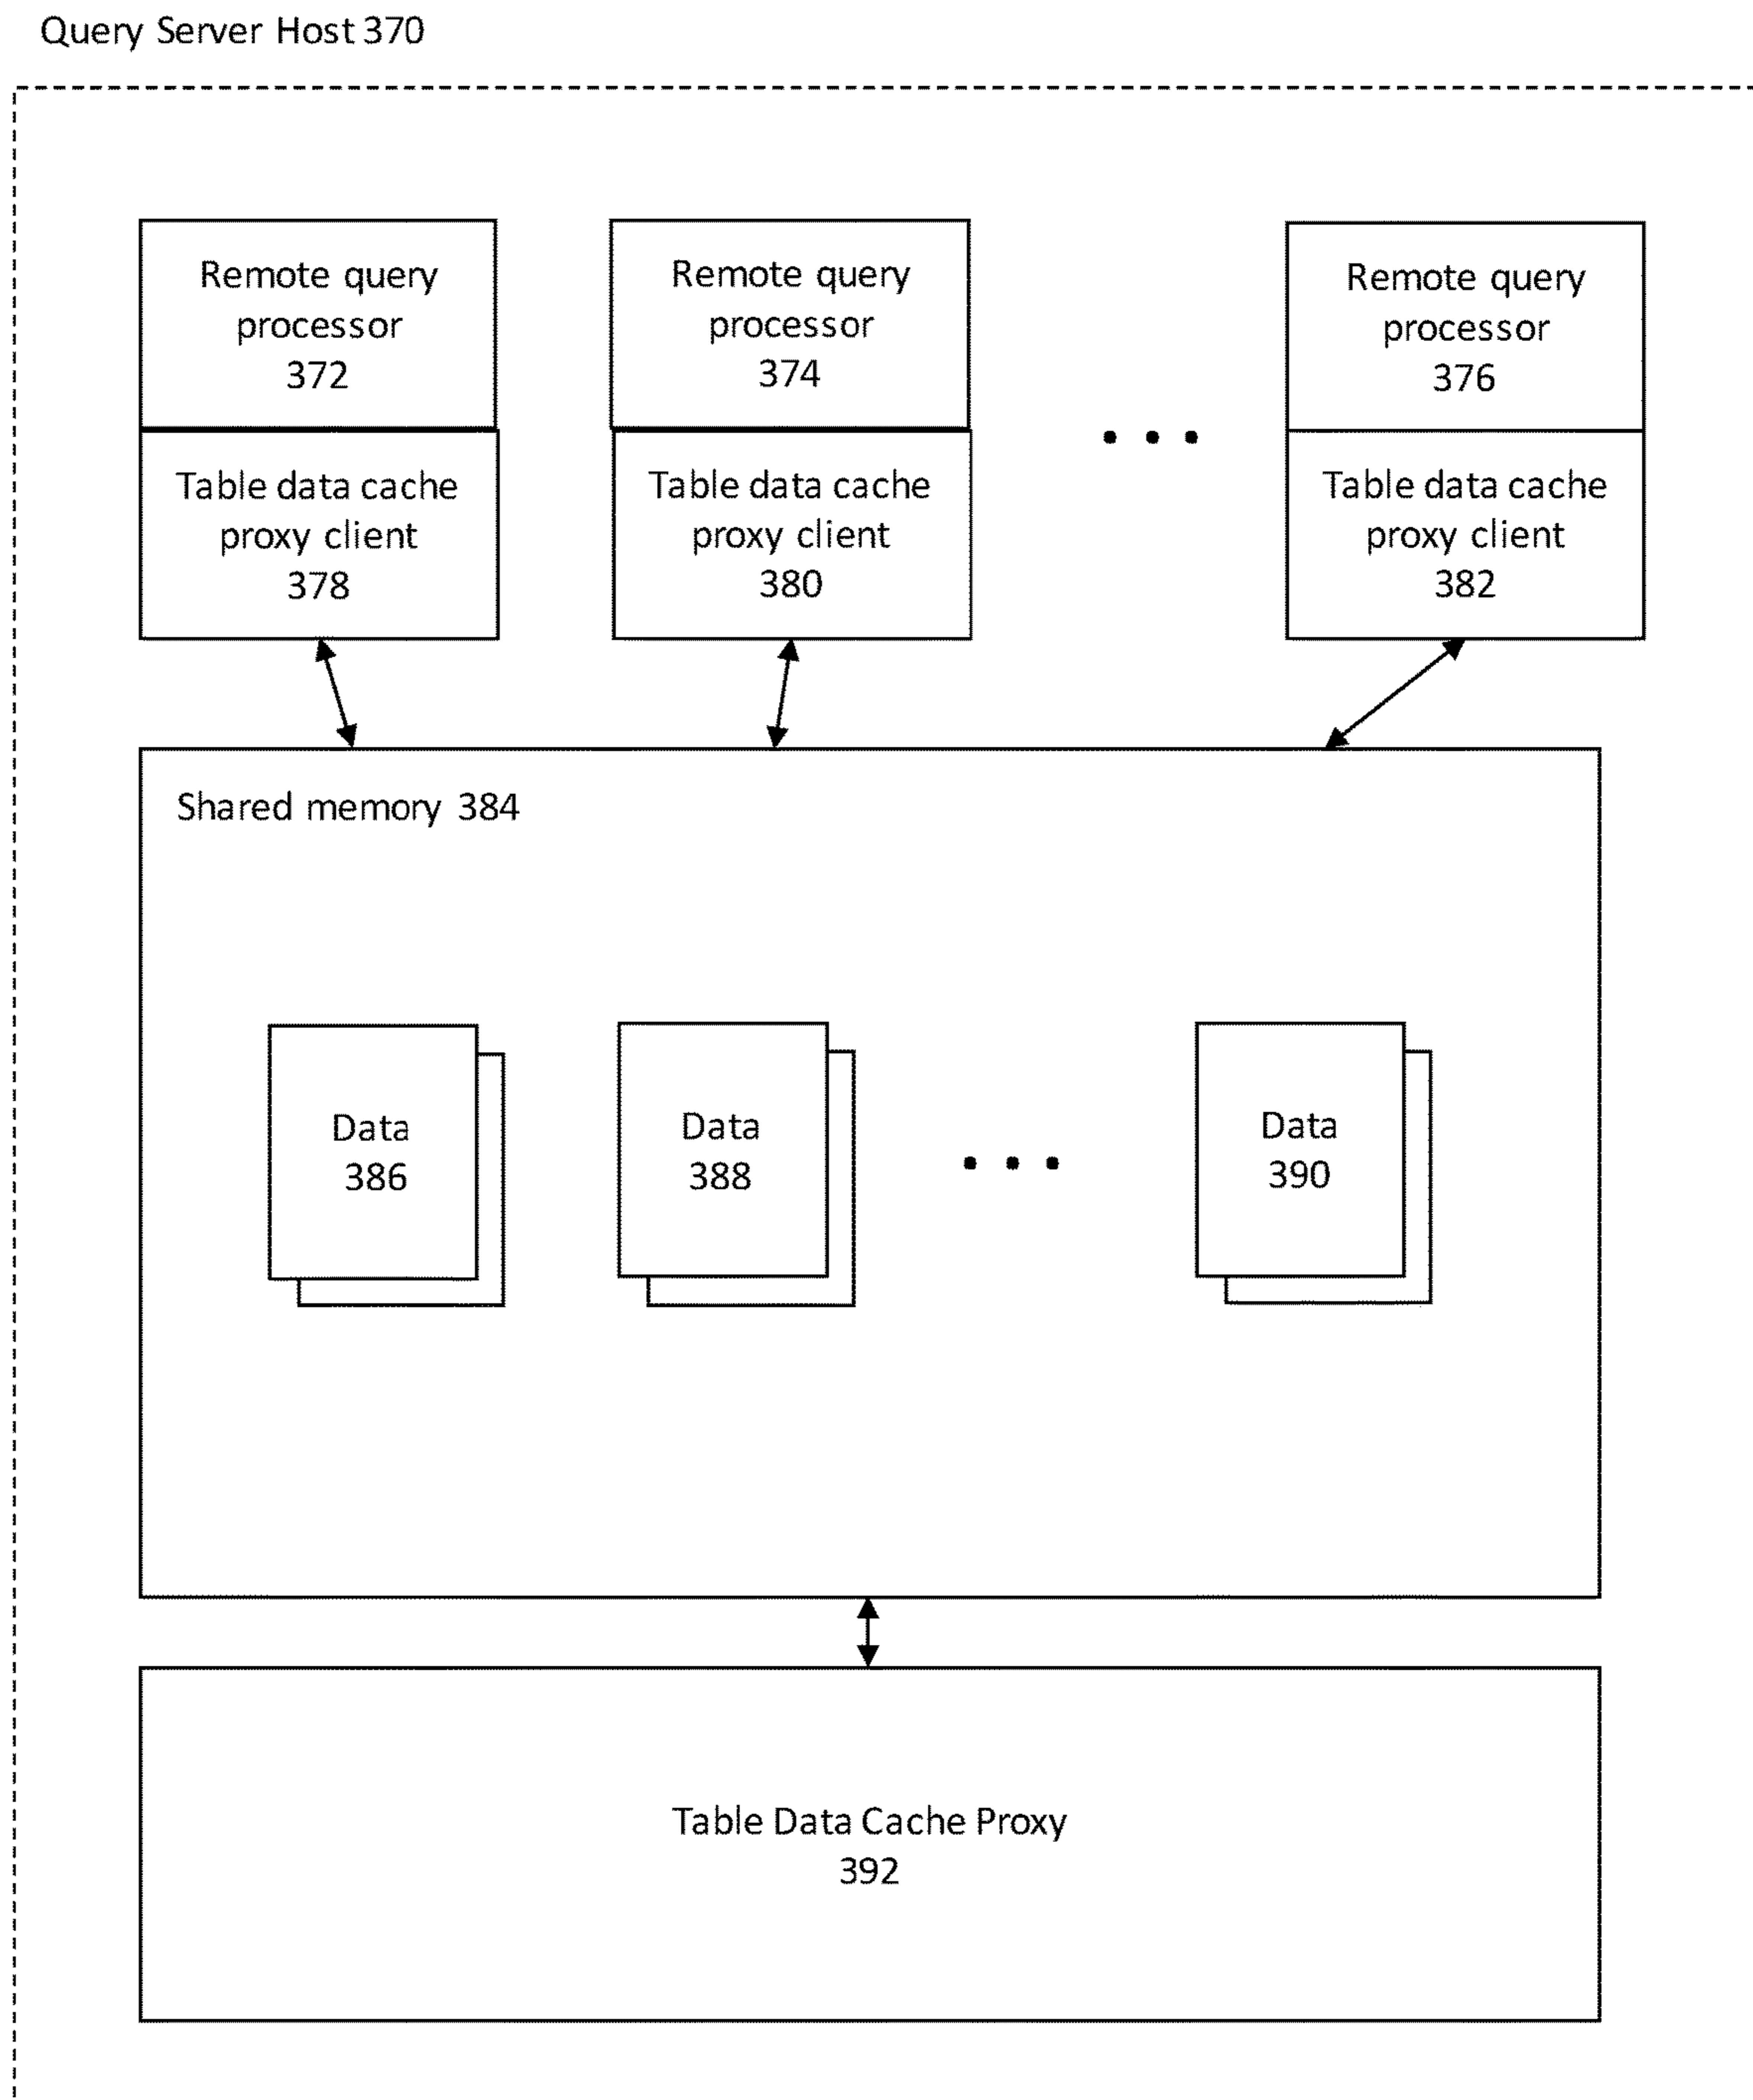 Query Server Host 370
Remote query
processor
372
Remote query
processor
374
Remote query
processor
376
Table data cache
proxy client
378
Table data cache
proxy client
380
Table data cache
proxy client
382
Shared memory 384
Data
386
Data
388
Data
390
Table Data Cache Proxy
392